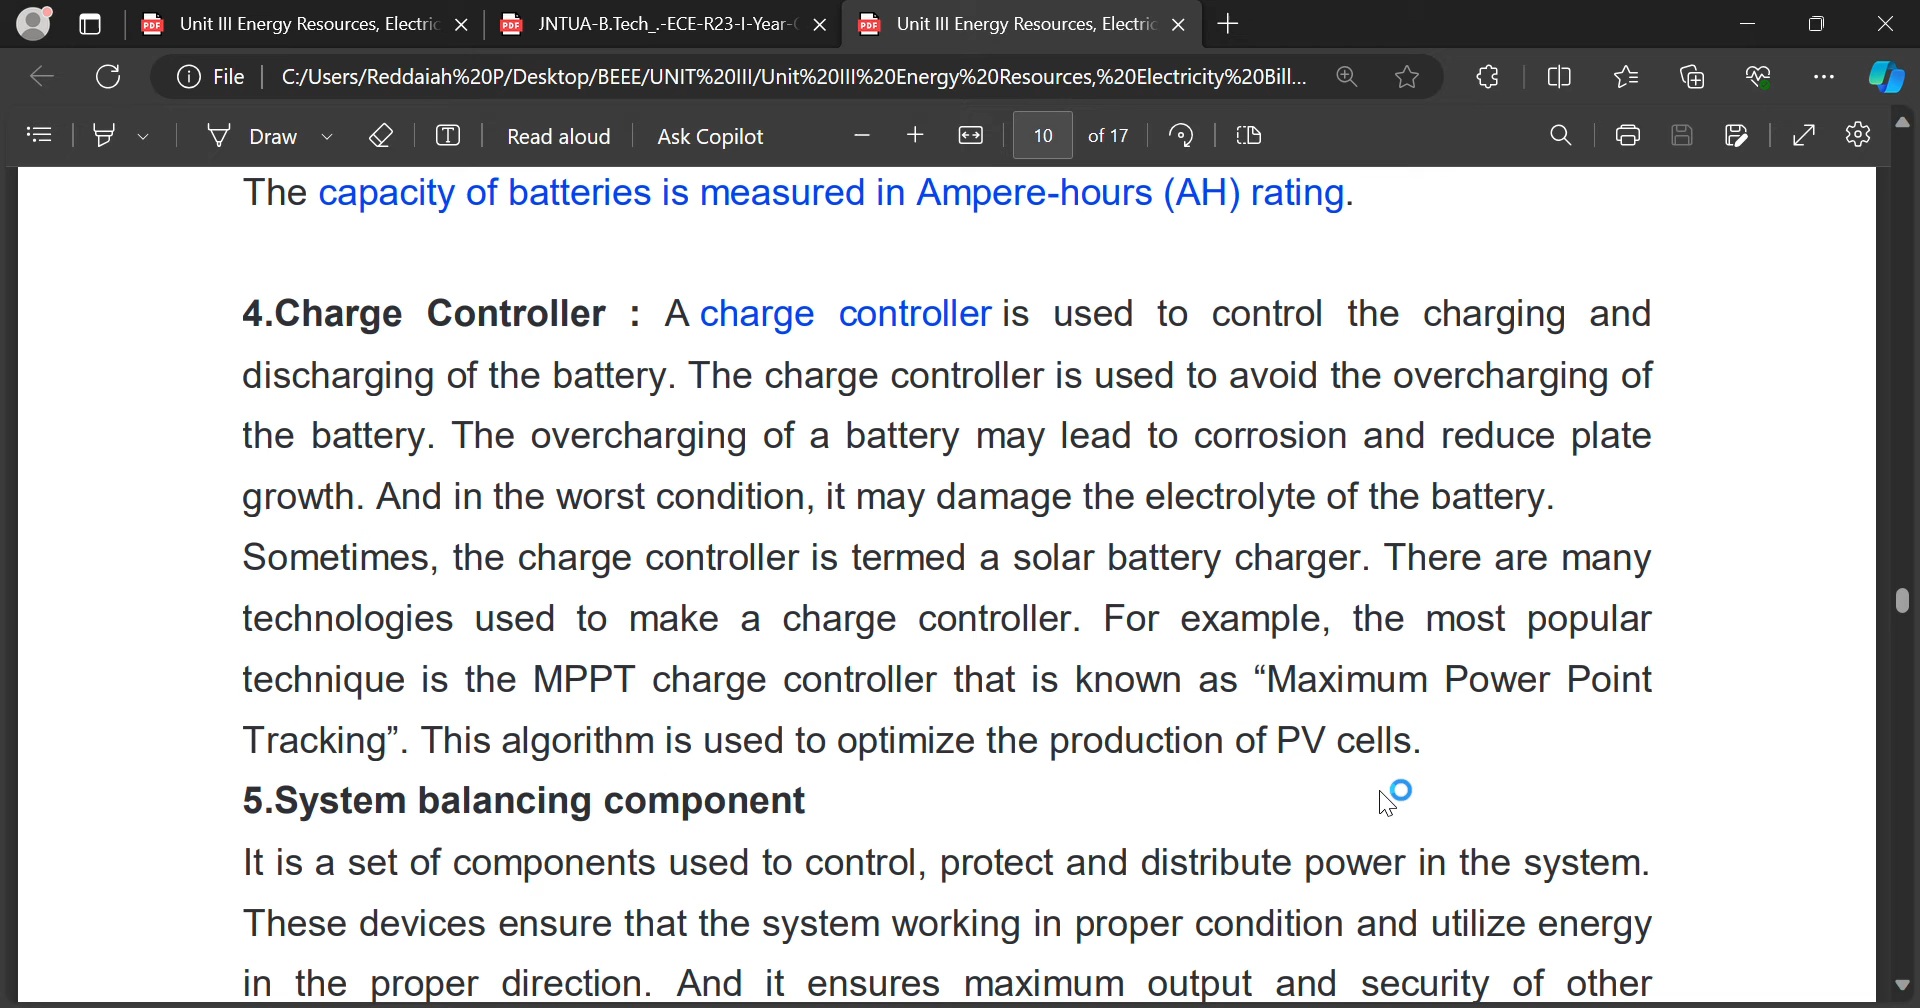 Unit III Energy Resources, Electric
JNTUA-B.Tech_.-ECE-R23-I-Year-
Unit III Energy Resources, Electric
File
C:/Users/Reddaiah%20P/Desktop/BEEE/UNIT%20III/Unit%20III%20Energy%20Resources,%20Electricity%20Bill...
Draw
Read aloud
Ask Copilot
10 of 17
The capacity of batteries is measured in Ampere-hours (AH) rating.
4.Charge Controller : A charge controller is used to control the charging and
discharging of the battery. The charge controller is used to avoid the overcharging of
the battery. The overcharging of a battery may lead to corrosion and reduce plate
growth. And in the worst condition, it may damage the electrolyte of the battery.
Sometimes, the charge controller is termed a solar battery charger. There are many
technologies used to make a charge controller. For example, the most popular
technique is the MPPT charge controller that is known as “Maximum Power Point
Tracking”. This algorithm is used to optimize the production of PV cells.
5.System balancing component
It is a set of components used to control, protect and distribute power in the system.
These devices ensure that the system working in proper condition and utilize energy
in the proper direction. And it ensures maximum output and security of other